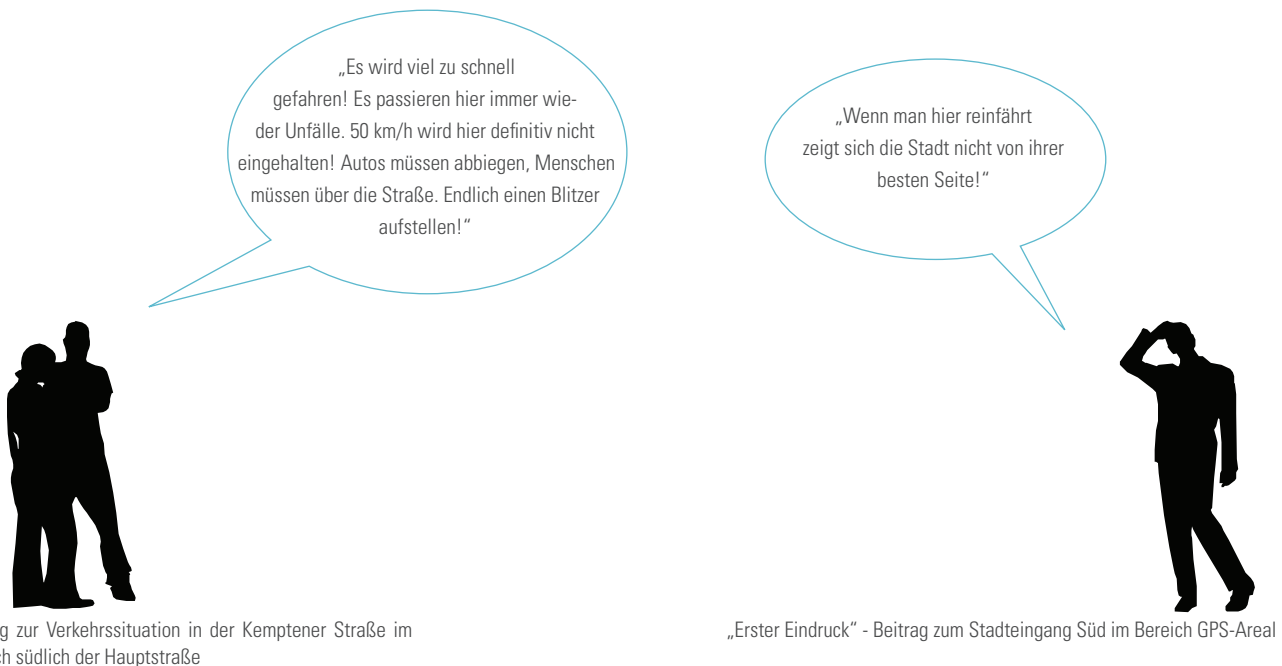 „Es wird viel zu schnell
gefahren! Es passieren hier immer wie-
der Unfälle. 50 km/h wird hier definitiv nicht
eingehalten! Autos müssen abbiegen, Menschen
müssen über die Straße. Endlich einen Blitzer
aufstellen!“
„Wenn man hier reinfährt
zeigt sich die Stadt nicht von ihrer
besten Seite!“
zur Verkehrssituation in der Kemptener Straße im
südlich der Hauptstraße
„Erster Eindruck“ - Beitrag zum Stadteingang Süd im Bereich GPS-Areal